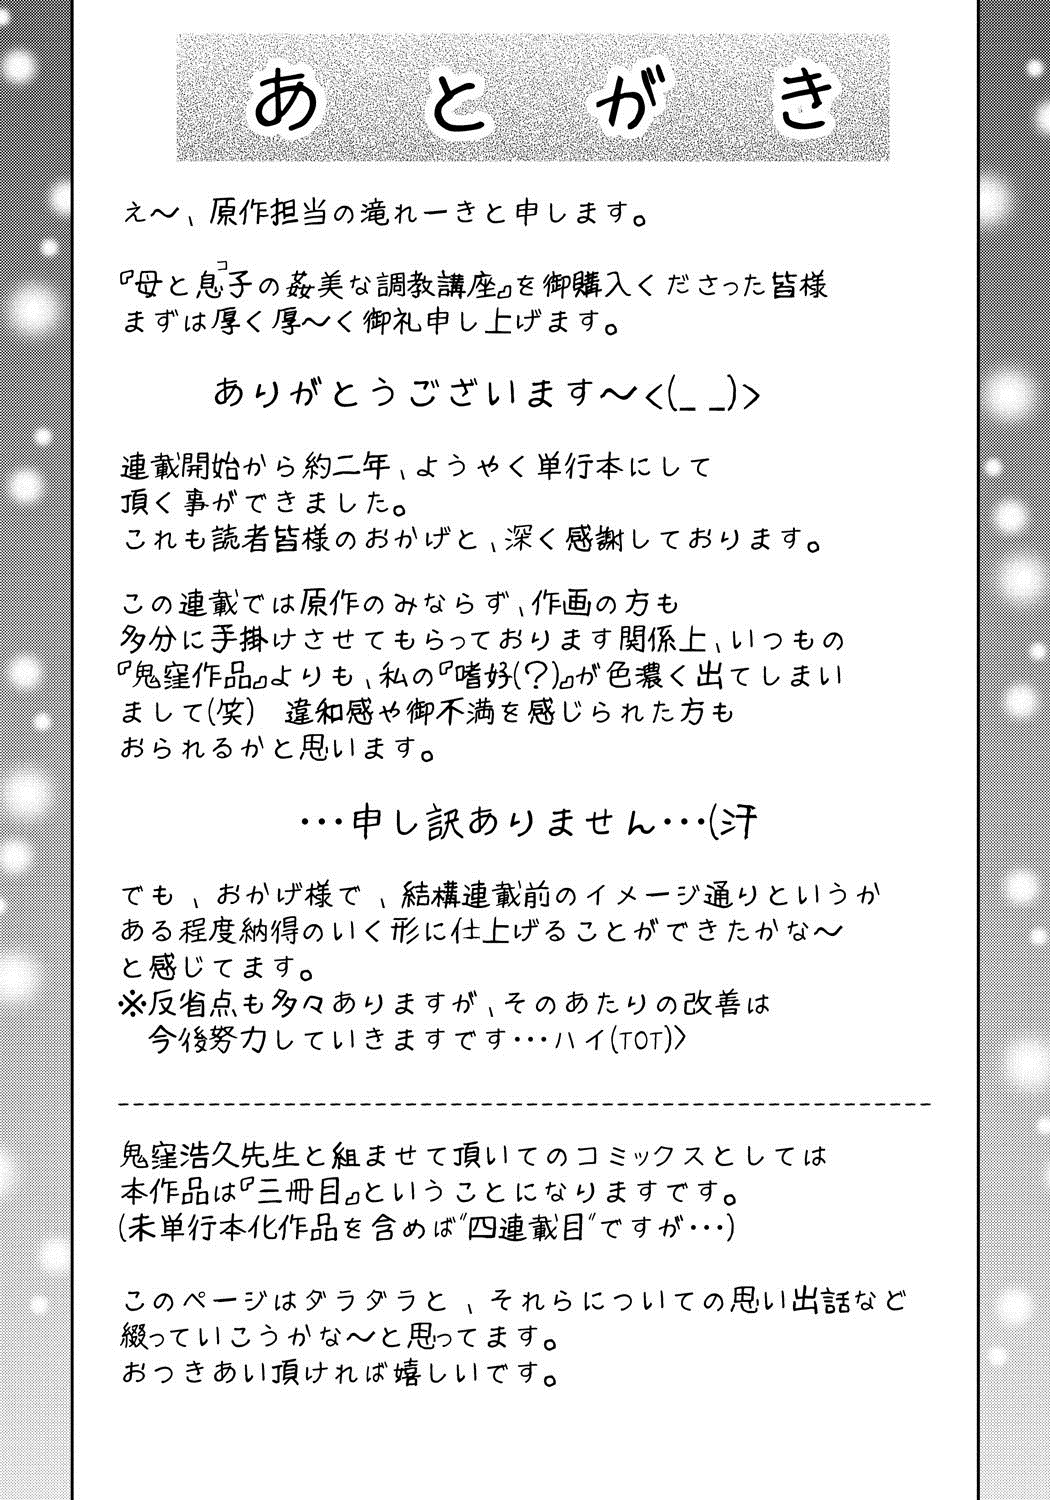 あとがき
え～、原作担当の滝れーきと申します。
『母と息子コの姦美な調教講座』を御購入くださった皆様
まずは厚く厚～く御礼申し上げます。
ありがとうございます～<(_ _)>
連載開始から約二年、ようやく単行本にして
頂く事ができました。
これも読者皆様のおかげと、深く感謝しております。
この連載では原作のみならず、作画の方も
多分に手掛けさせてもらっております関係上、いつもの
『鬼窪作品』よりも、私の『嗜好(？)』が色濃く出てしまい
まして(笑)　違和感や御不満を感じられた方も
おられるかと思います。
･･･申し訳ありません･･･(汗
でも、おかげ様で、結構連載前のイメージ通りというか
ある程度納得のいく形に仕上げることができたかな～
と感じてます。
※反省点も多々ありますが、そのあたりの改善は
今後努力していきますです･･･ハイ(TOT)>
鬼窪浩久先生と組ませて頂いてのコミックスとしては
本作品は『三冊目』ということになりますです。
(未単行本化作品を含めば"四連載目"ですが･･･)
このページはダラダラと、それらについての思い出話など
綴っていこうかな～と思ってます。
おつきあい頂ければ嬉しいです。